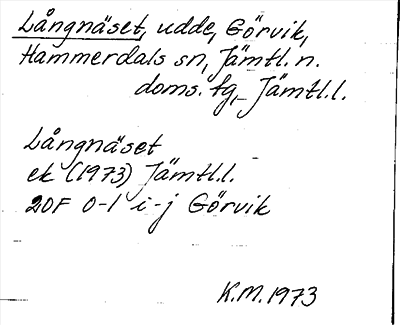 Långnäset, udde, Görvik,
Hammerdals sn, Jämtl. n.
doms. fg, Jämtl.l.
Långnäset
ek (1973) Jämtl.l.
20F 0-1 i-j Görvik
K.M. 1973